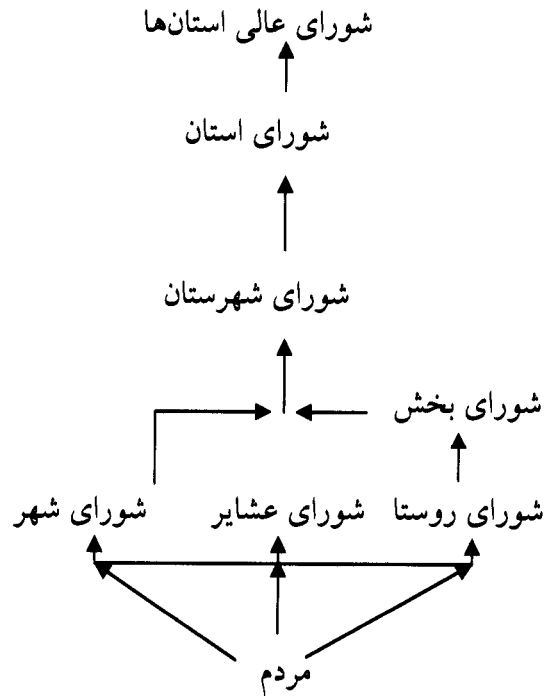 شورای عالی استان‌ها
شورای استان
شورای شهرستان
شورای بخش
شورای روستا شورای عشایر شورای شهر
مردم